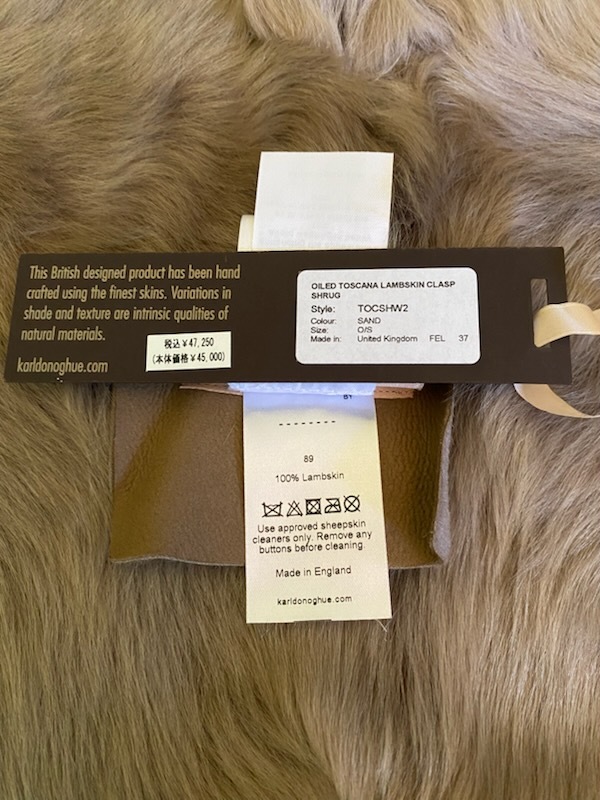 This British designed product has been hand
crafted using the finest skins. Variations in
shade and texture are intrinsic qualities of
natural materials.
karldonoghue.com
税込¥47,250
(本体価格¥45,000)
OILED TOSCANA LAMBSKIN CLASP
SHRUG
Style: TOCSHW2
Colour: SAND
Size: O/S
Made in: United Kingdom FEL 37
BY
- - - - - - - -
89
100% Lambskin
Use approved sheepskin
cleaners only. Remove any
buttons before cleaning.
Made in England
karldonoghue.com